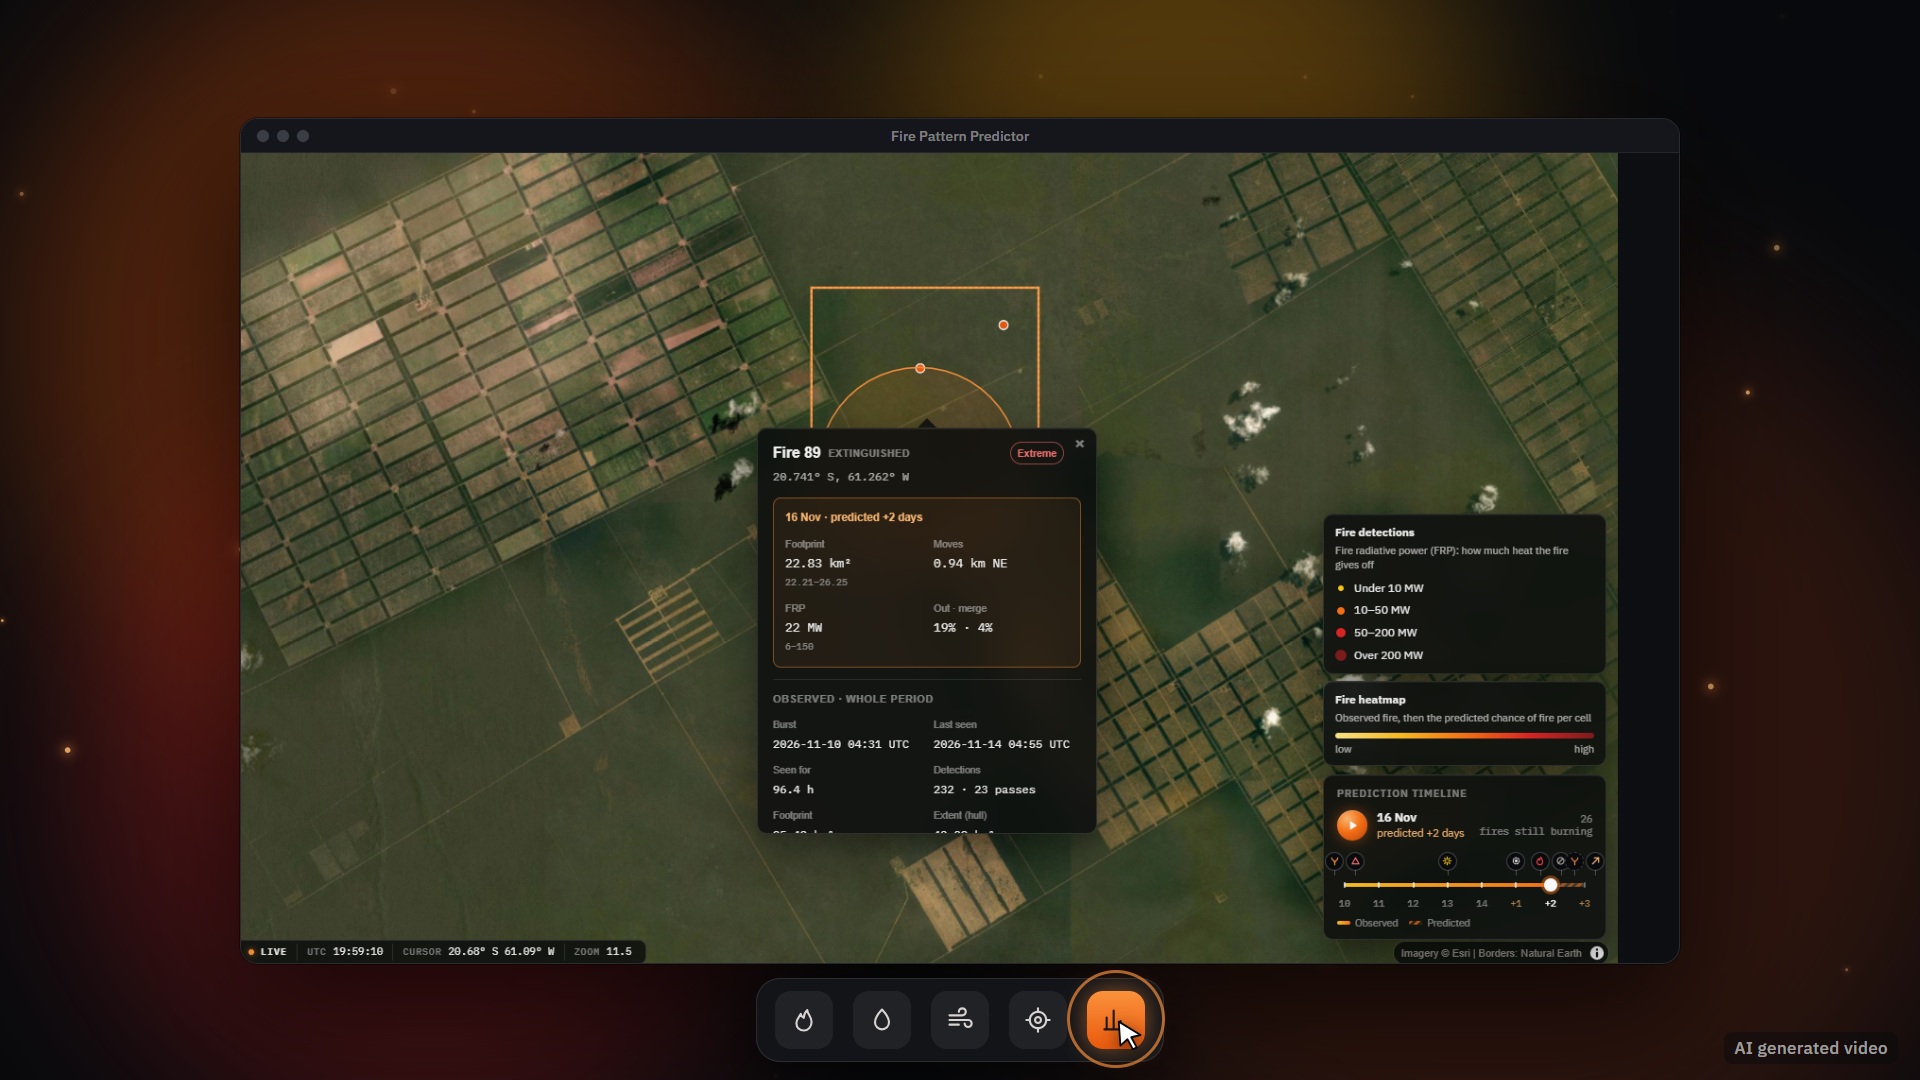 Fire Pattern Predictor
Fire 89 EXTINGUISHED
Extreme
20.741° S, 61.262° W
16 Nov · predicted +2 days
Footprint Moves
22.83 km² 0.94 km NE
22.21–26.25
FRP Out · merge
22 MW 19% · 4%
6–150
OBSERVED · WHOLE PERIOD
Burst Last seen
2026-11-10 04:31 UTC 2026-11-14 04:55 UTC
Seen for Detections
96.4 h 232 · 23 passes
Footprint Extent (hull)
Fire detections
Fire radiative power (FRP): how much heat the fire
gives off
Under 10 MW
10–50 MW
50–200 MW
Over 200 MW
Fire heatmap
Observed fire, then the predicted chance of fire per cell
low high
PREDICTION TIMELINE
16 Nov 26
predicted +2 days fires still burning
10 11 12 13 14 +1 +2 +3
Observed Predicted
LIVE UTC 19:59:10 CURSOR 20.68° S 61.09° W ZOOM 11.5
Imagery © Esri | Borders: Natural Earth
AI generated video